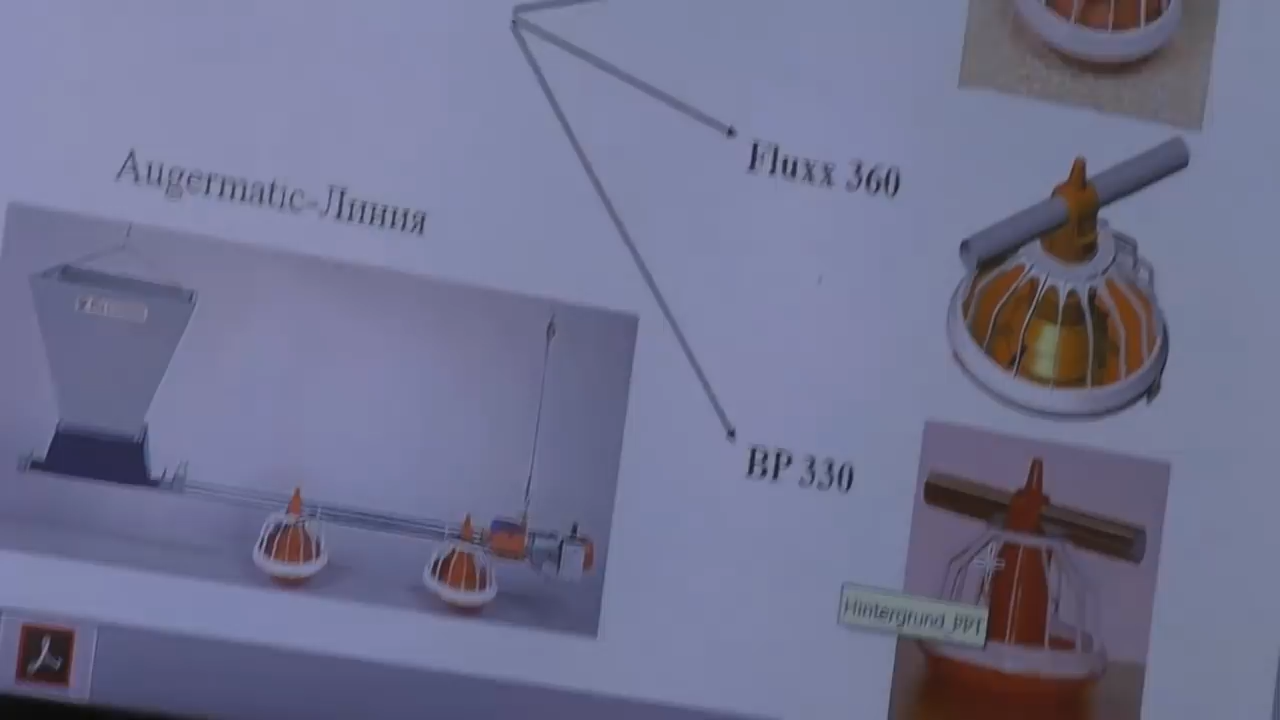 Fluxx 360
Augermatic-Линия
BP 330
Hintergrund_PPT